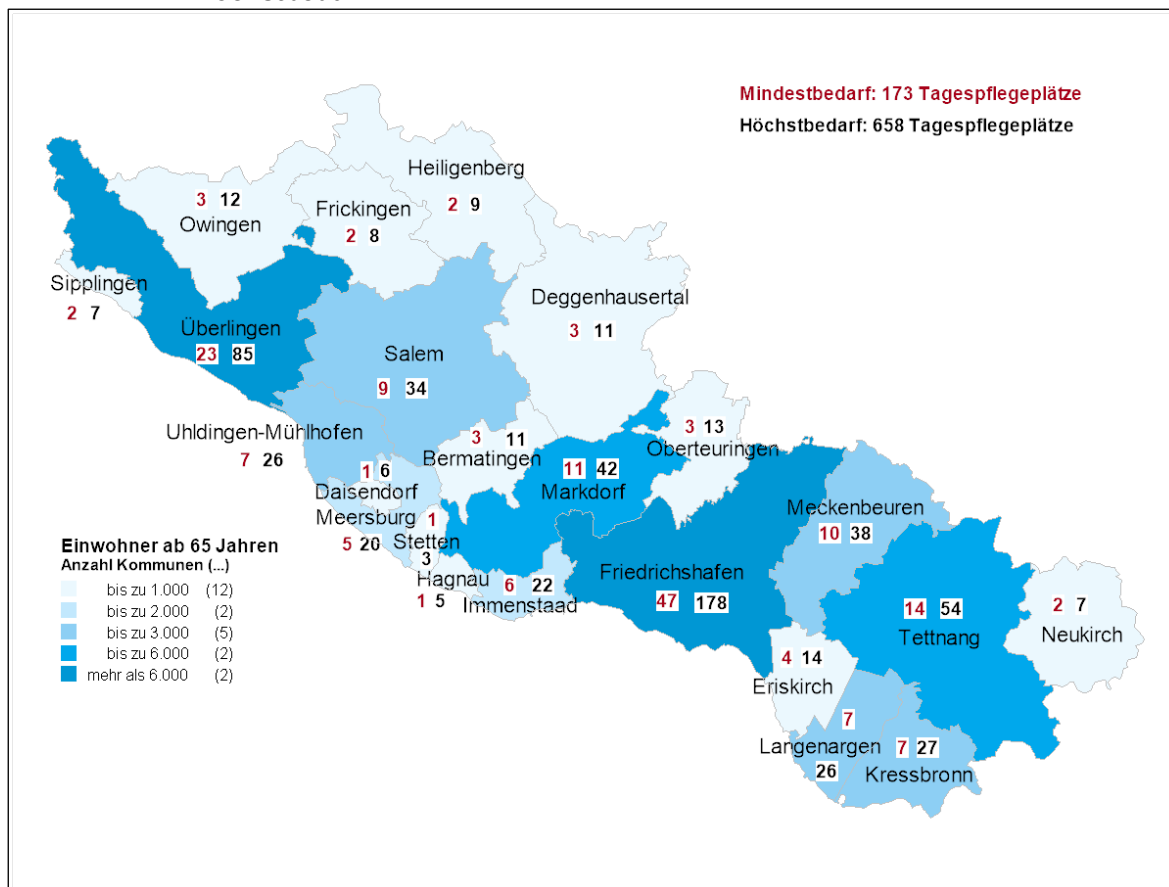 Mindestbedarf: 173 Tagespflegeplätze
Höchstbedarf: 658 Tagespflegeplätze
Heiligenberg
2 9
3 12
Owingen
Frickingen
2 8
Sipplingen
2 7
Deggenhausertal
3 11
Überlingen
23 85
Salem
9 34
Uhldingen-Mühlhofen
7 26
3 11
Bermatingen
3 13
Oberteuringen
11 42
Markdorf
1 6
Daisendorf
Meersburg
5 20
1
Stetten
3
Hagnau
1 5
6 22
Immenstaad
Meckenbeuren
10 38
Friedrichshafen
47 178
14 54
Tettnang
2 7
Neukirch
4 14
Eriskirch
7
Langenargen
26
7 27
Kressbronn
Einwohner ab 65 Jahren
Anzahl Kommunen (...)
bis zu 1.000 (12)
bis zu 2.000 (2)
bis zu 3.000 (5)
bis zu 6.000 (2)
mehr als 6.000 (2)